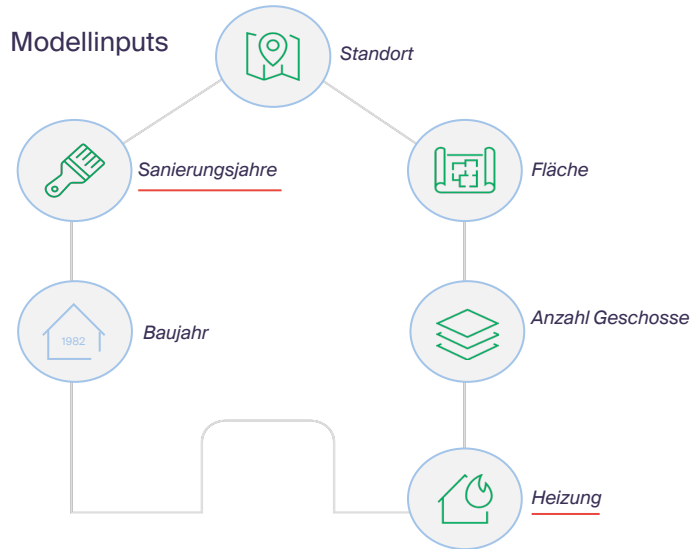 Modellinputs
Standort
Sanierungsjahre
Fläche
Baujahr
1982
Anzahl Geschosse
Heizung